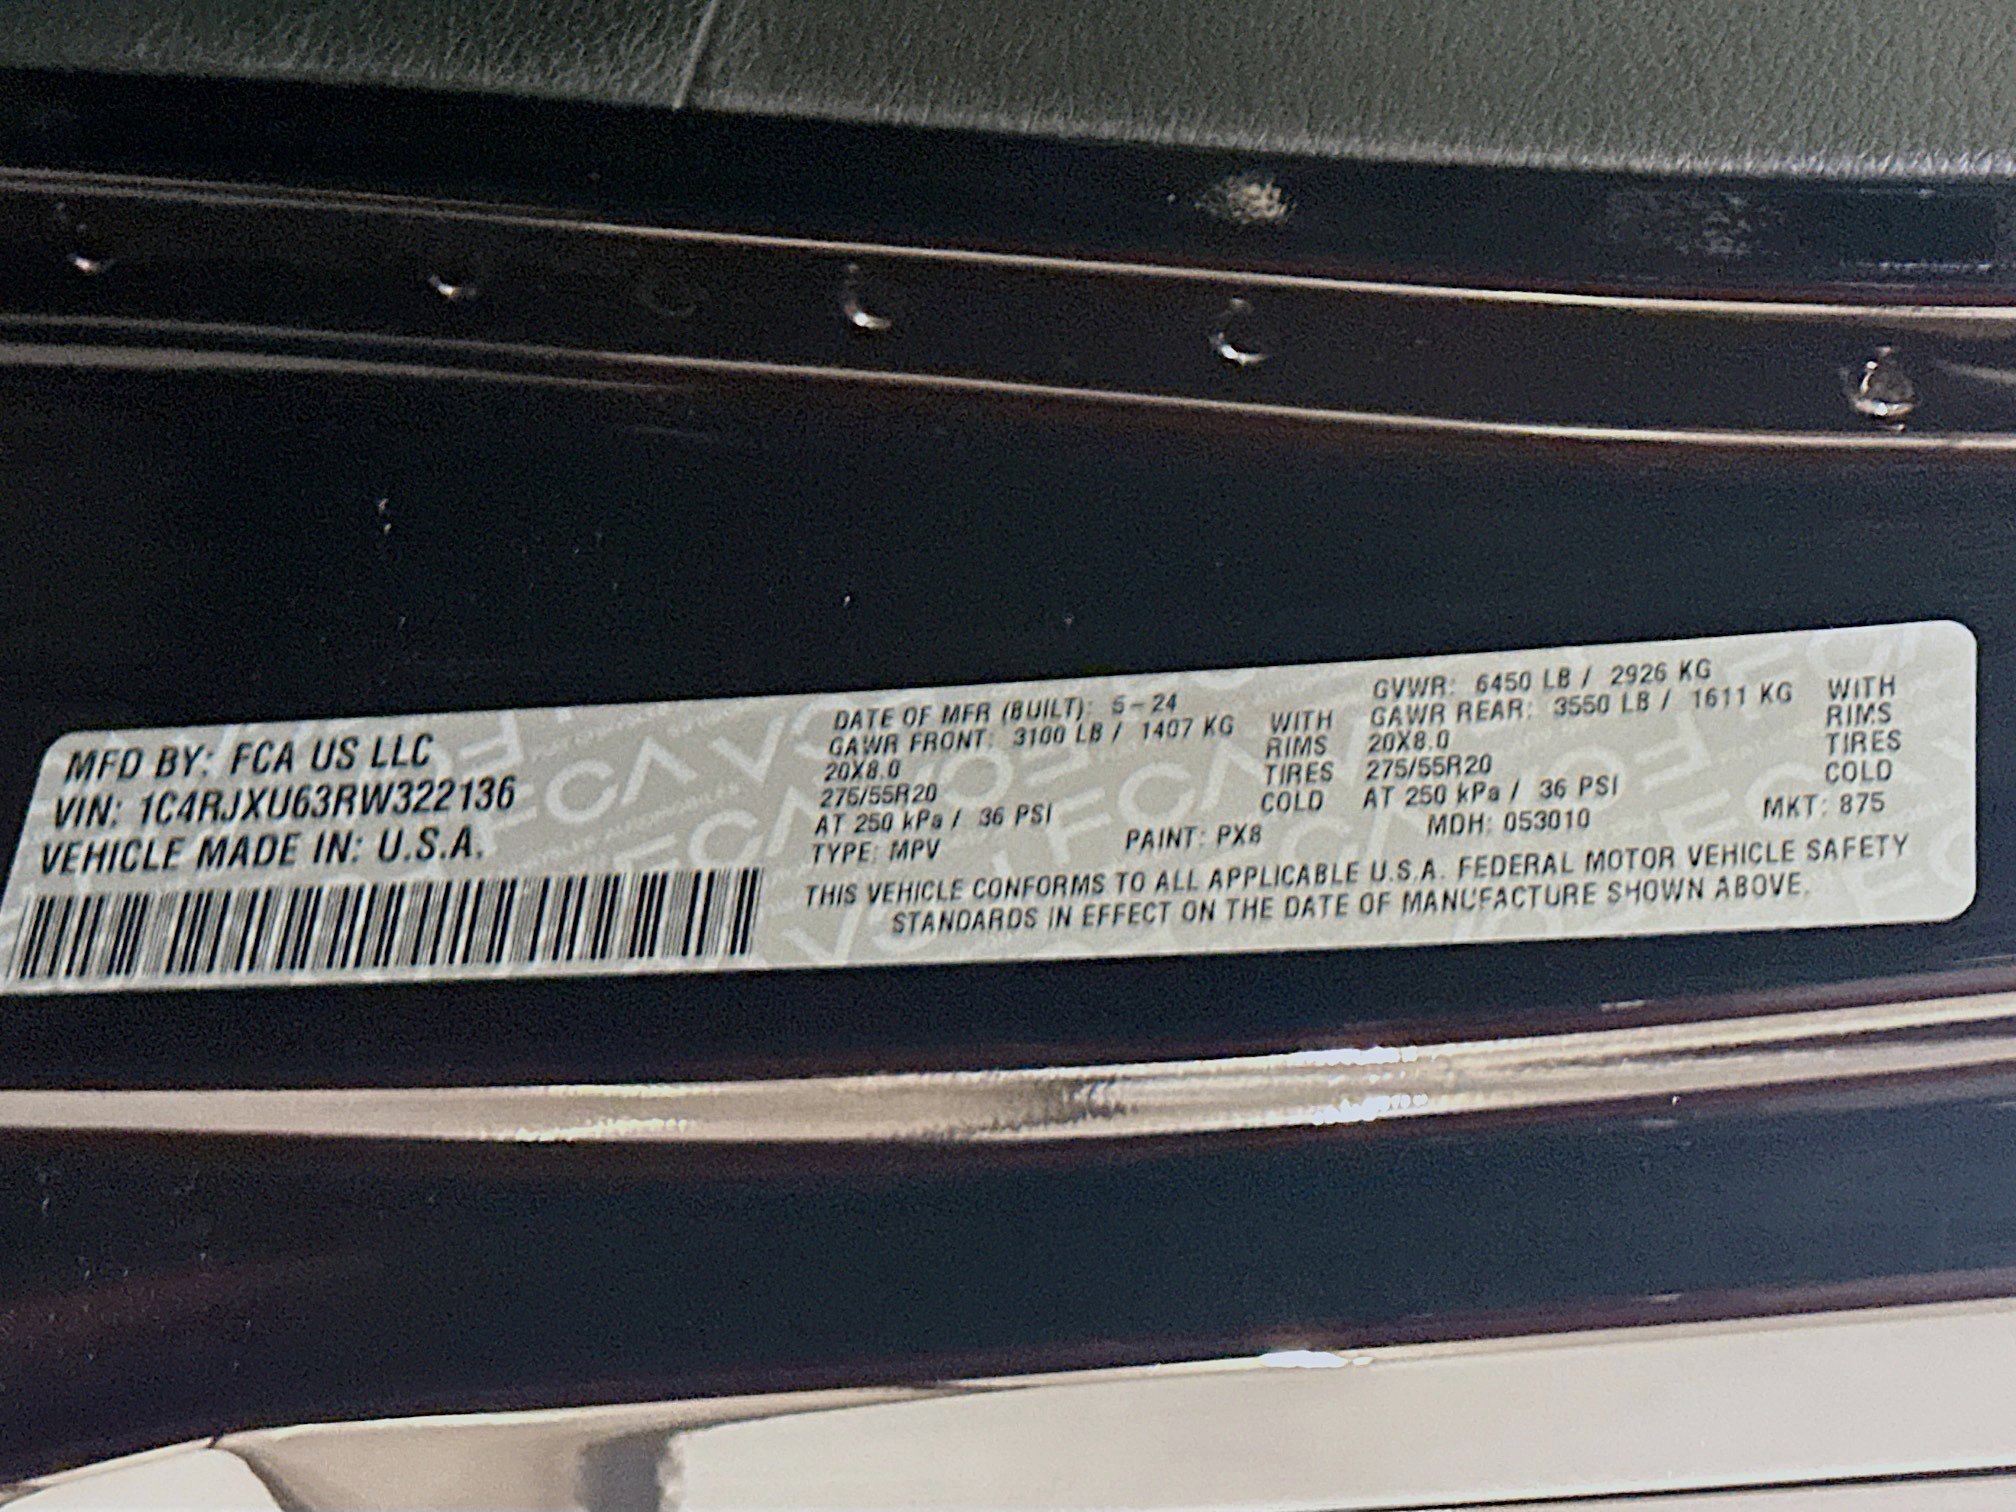 MFD BY: FCA US LLC
VIN: 1C4RJXU63RW322136
VEHICLE MADE IN: U.S.A.
DATE OF MFR (BUILT): 5-24
GAWR FRONT: 3100 LB / 1407 KG WITH
20X8.0 RIMS
275/55R20 TIRES
AT 250 kPa / 36 PSI COLD
TYPE: MPV PAINT: PX8
GVWR: 6450 LB / 2926 KG
GAWR REAR: 3550 LB / 1611 KG WITH
20X8.0 RIMS
275/55R20 TIRES
AT 250 kPa / 36 PSI COLD
MDH: 053010 MKT: 875
THIS VEHICLE CONFORMS TO ALL APPLICABLE U.S.A. FEDERAL MOTOR VEHICLE SAFETY
STANDARDS IN EFFECT ON THE DATE OF MANUFACTURE SHOWN ABOVE.